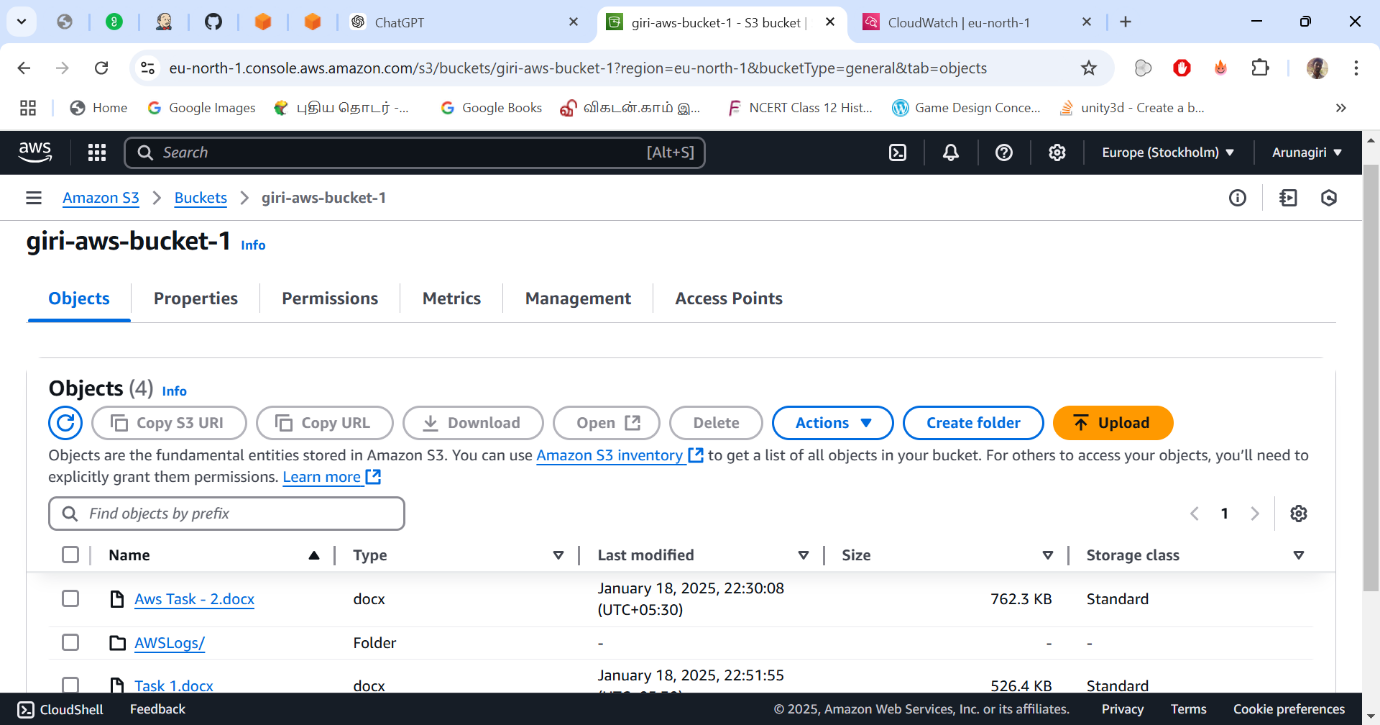 ChatGPT
giri-aws-bucket-1 - S3 bucket |
CloudWatch | eu-north-1
eu-north-1.console.aws.amazon.com/s3/buckets/giri-aws-bucket-1?region=eu-north-1&bucketType=general&tab=objects
Home
Google Images
புதிய தொடர் -...
Google Books
விகடன்.காம் இ...
NCERT Class 12 Hist...
Game Design Conce...
unity3d - Create a b...
aws
Search
[Alt+S]
Europe (Stockholm)
Arunagiri
Amazon S3
Buckets
giri-aws-bucket-1
giri-aws-bucket-1 Info
Objects
Properties
Permissions
Metrics
Management
Access Points
Objects (4) Info
Copy S3 URI
Copy URL
Download
Open
Delete
Actions
Create folder
Upload
Objects are the fundamental entities stored in Amazon S3. You can use Amazon S3 inventory to get a list of all objects in your bucket. For others to access your objects, you’ll need to
explicitly grant them permissions. Learn more
Find objects by prefix
1
Name
Type
Last modified
Size
Storage class
Aws Task - 2.docx
docx
January 18, 2025, 22:30:08
(UTC+05:30)
762.3 KB
Standard
AWSLogs/
Folder
-
-
-
Task 1.docx
docx
January 18, 2025, 22:51:55
526.4 KB
Standard
CloudShell
Feedback
© 2025, Amazon Web Services, Inc. or its affiliates.
Privacy
Terms
Cookie preferences